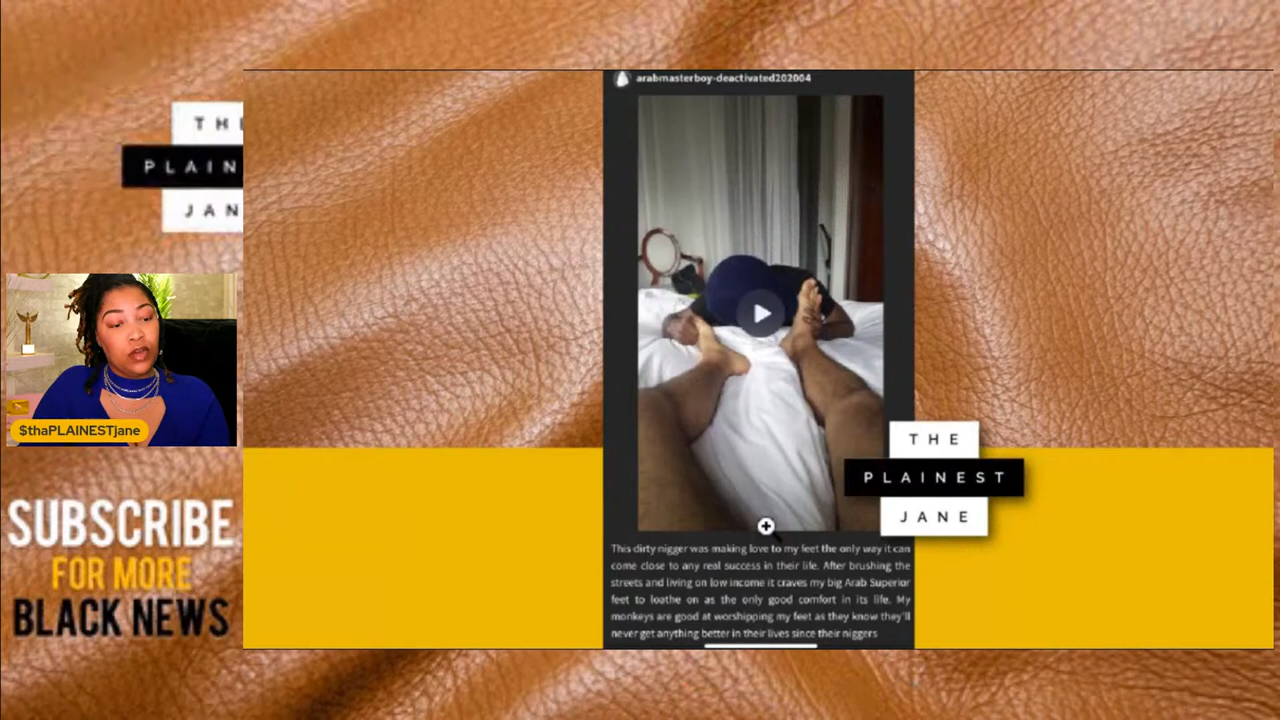 arabmasterboy-deactivated202004
THE
PLAIN
JAN
$thaPLAINESTjane
SUBSCRIBE
FOR MORE
BLACK NEWS
THE
PLAINEST
JANE
This dirty nigger was making love to my feet the only way it can
come close to any real success in their life. After brushing the
streets and living on low income it craves my big Arab Superior
feet to loathe on as the only good comfort in its life. My
monkeys are good at worshipping my feet as they know they'll
never get anything better in their lives since their niggers